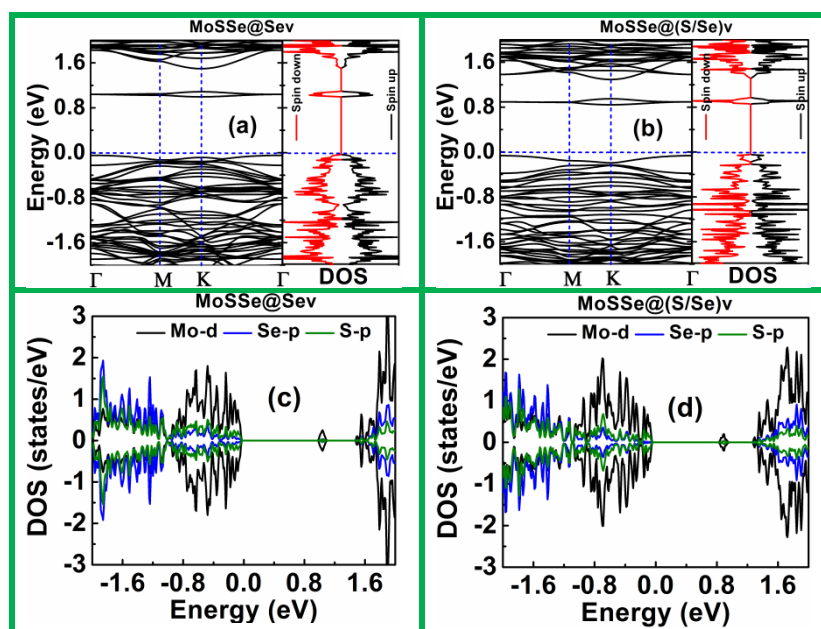 MoSSe@Sev
Energy (eV)
1.6
0.8
0.0
-0.8
-1.6
Γ M K Γ DOS
(a)
Spin down
Spin up
MoSSe@(S/Se)v
Energy (eV)
1.6
0.8
0.0
-0.8
-1.6
Γ M K Γ DOS
(b)
Spin down
Spin up
MoSSe@Sev
Mo-d Se-p S-p
DOS (states/eV)
3
2
1
0
-1
-2
-3
(c)
-1.6 -0.8 0.0 0.8 1.6
Energy (eV)
MoSSe@(S/Se)v
Mo-d Se-p S-p
DOS (states/eV)
3
2
1
0
-1
-2
-3
(d)
-1.6 -0.8 0.0 0.8 1.6
Energy (eV)